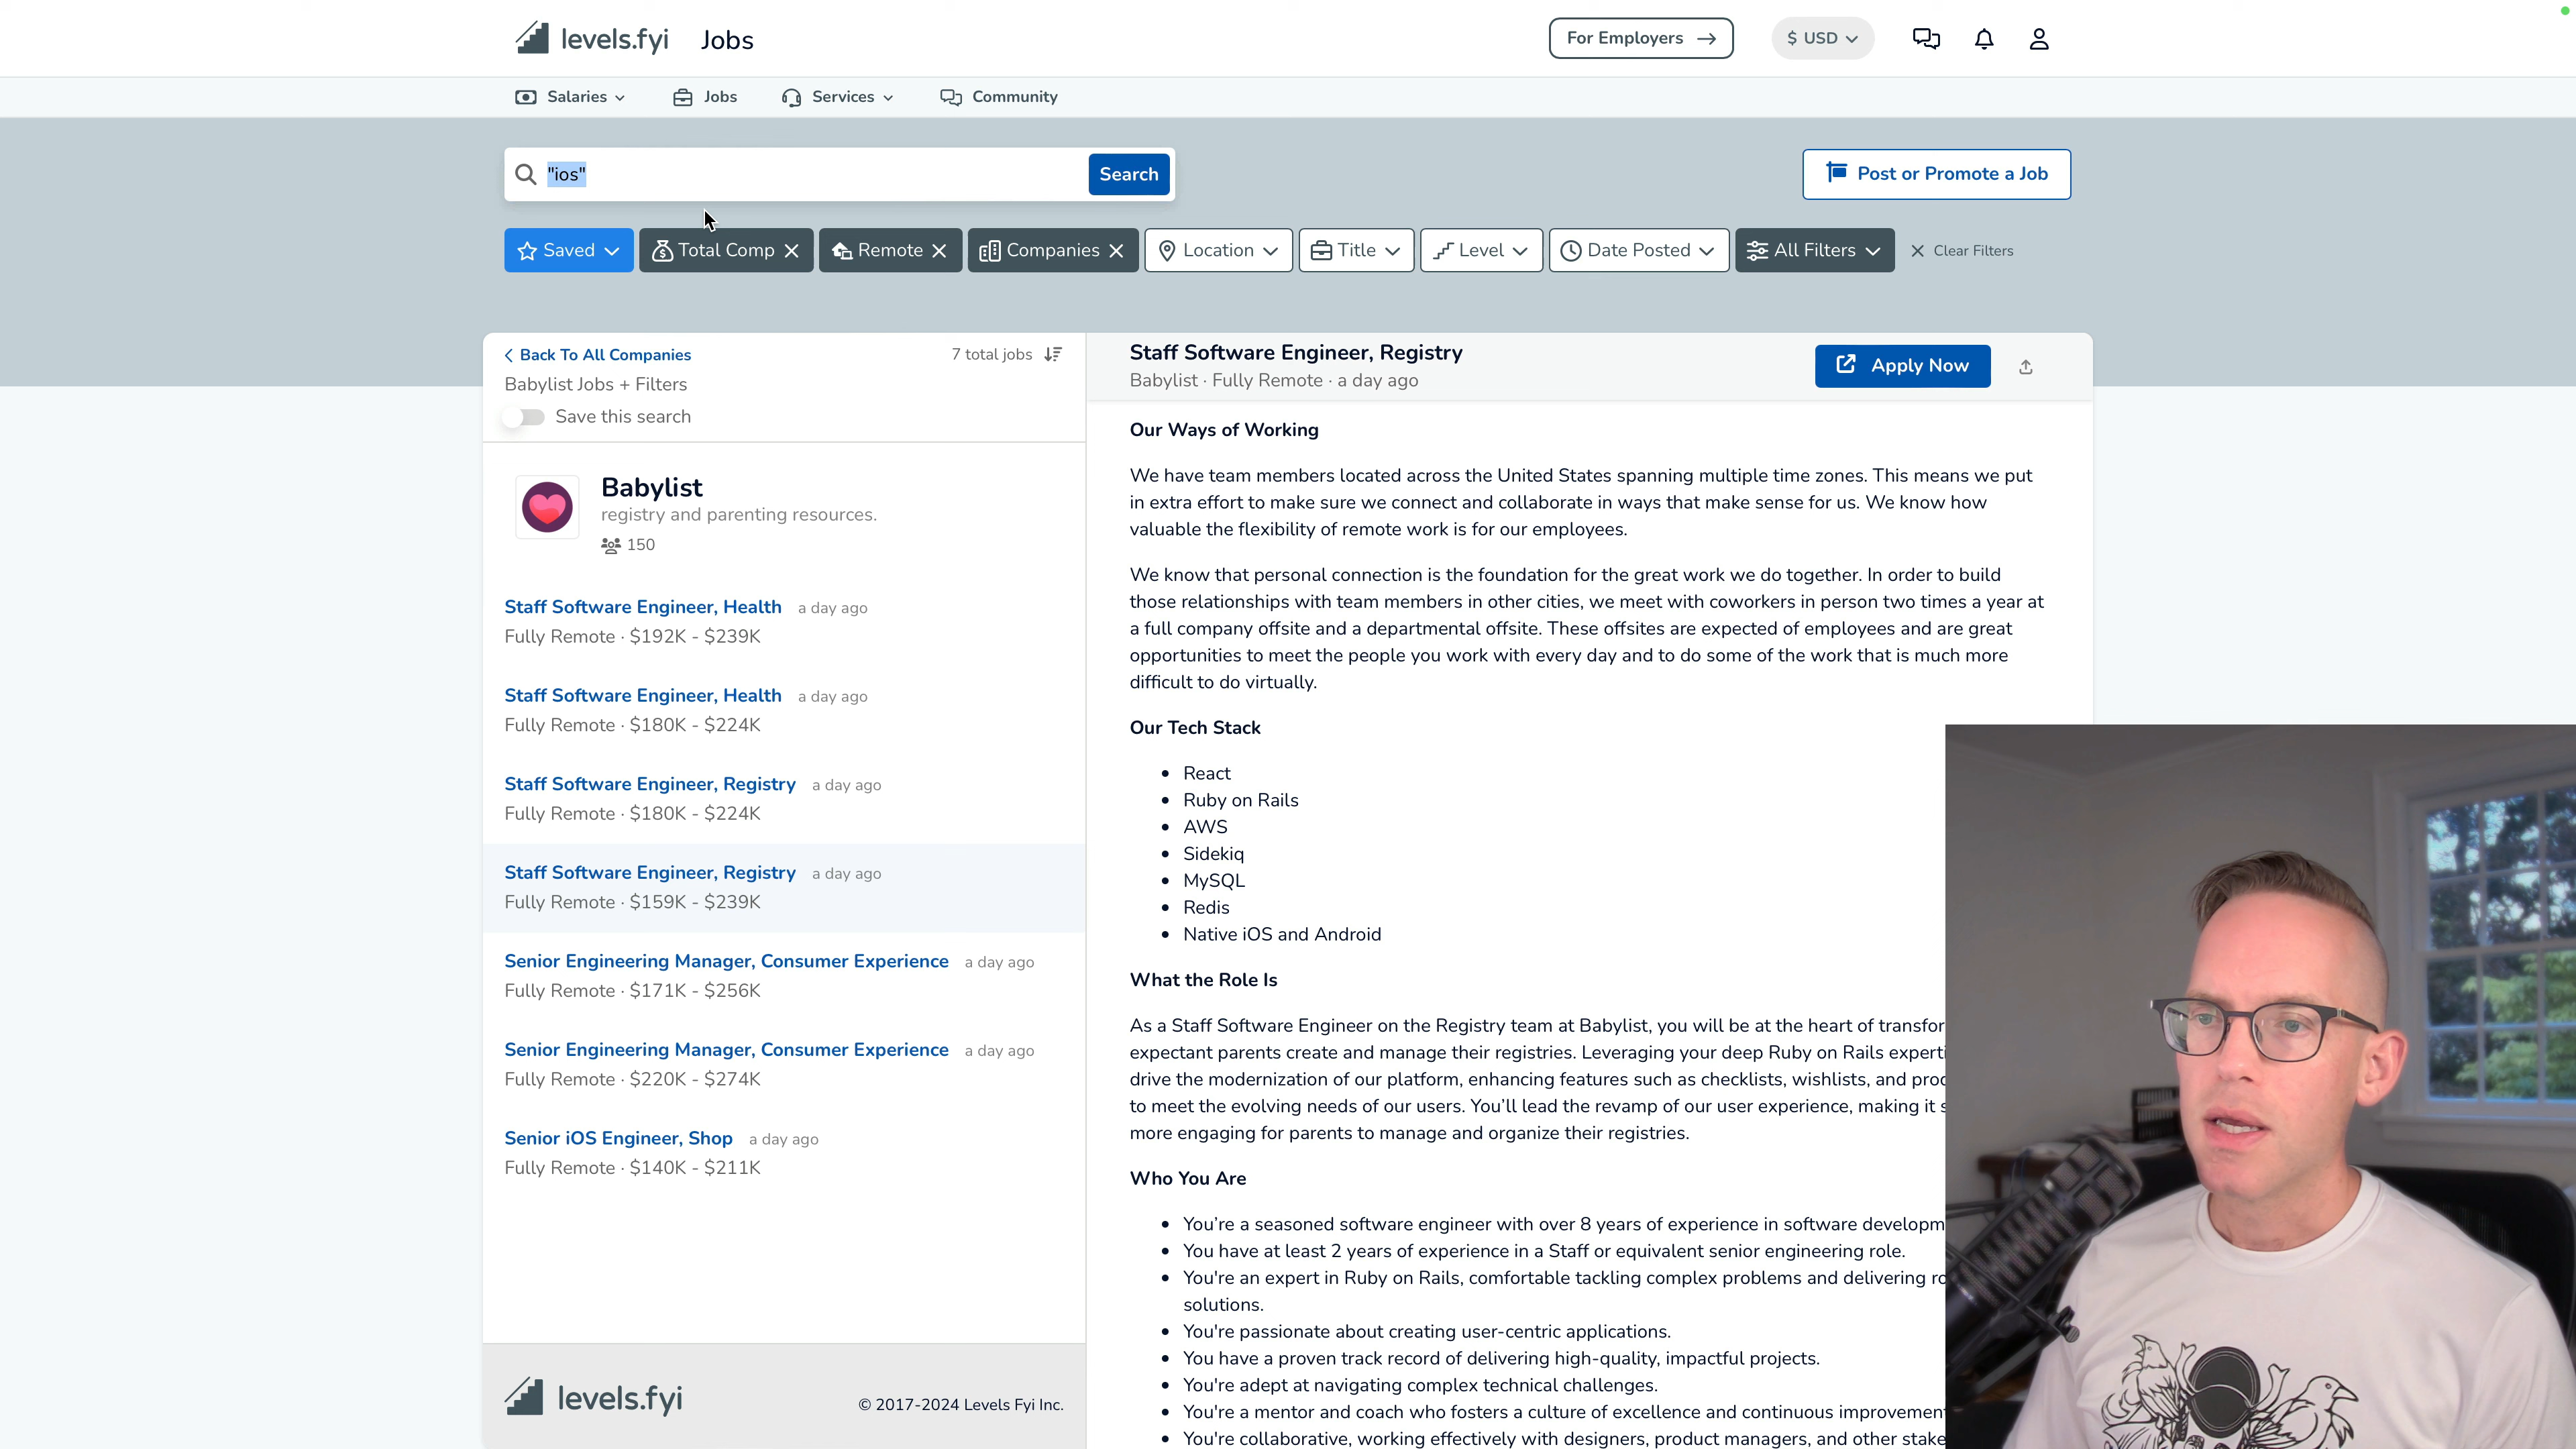 levels.fyi Jobs
For Employers
$ USD
Salaries
Jobs
Services
Community
"ios"
Search
Post or Promote a Job
Saved
Total Comp
Remote
Companies
Location
Title
Level
Date Posted
All Filters
Clear Filters
Back To All Companies
7 total jobs
Babylist Jobs + Filters
Save this search
Babylist
registry and parenting resources.
150
Staff Software Engineer, Health a day ago
Fully Remote · $192K - $239K
Staff Software Engineer, Health a day ago
Fully Remote · $180K - $224K
Staff Software Engineer, Registry a day ago
Fully Remote · $180K - $224K
Staff Software Engineer, Registry a day ago
Fully Remote · $159K - $239K
Senior Engineering Manager, Consumer Experience a day ago
Fully Remote · $171K - $256K
Senior Engineering Manager, Consumer Experience a day ago
Fully Remote · $220K - $274K
Senior iOS Engineer, Shop a day ago
Fully Remote · $140K - $211K
levels.fyi
© 2017-2024 Levels Fyi Inc.
Staff Software Engineer, Registry
Babylist · Fully Remote · a day ago
Apply Now
Our Ways of Working
We have team members located across the United States spanning multiple time zones. This means we put
in extra effort to make sure we connect and collaborate in ways that make sense for us. We know how
valuable the flexibility of remote work is for our employees.
We know that personal connection is the foundation for the great work we do together. In order to build
those relationships with team members in other cities, we meet with coworkers in person two times a year at
a full company offsite and a departmental offsite. These offsites are expected of employees and are great
opportunities to meet the people you work with every day and to do some of the work that is much more
difficult to do virtually.
Our Tech Stack
• React
• Ruby on Rails
• AWS
• Sidekiq
• MySQL
• Redis
• Native iOS and Android
What the Role Is
As a Staff Software Engineer on the Registry team at Babylist, you will be at the heart of transfor
expectant parents create and manage their registries. Leveraging your deep Ruby on Rails experti
drive the modernization of our platform, enhancing features such as checklists, wishlists, and proc
to meet the evolving needs of our users. You’ll lead the revamp of our user experience, making it s
more engaging for parents to manage and organize their registries.
Who You Are
• You’re a seasoned software engineer with over 8 years of experience in software developm
• You have at least 2 years of experience in a Staff or equivalent senior engineering role.
• You're an expert in Ruby on Rails, comfortable tackling complex problems and delivering ro
solutions.
• You're passionate about creating user-centric applications.
• You have a proven track record of delivering high-quality, impactful projects.
• You're adept at navigating complex technical challenges.
• You're a mentor and coach who fosters a culture of excellence and continuous improvement
• You're collaborative, working effectively with designers, product managers, and other stake